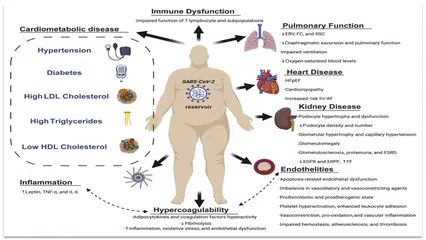 Immune Dysfunction
·Impaired function of T lymphocyte and subpopulations
Cardiometabolic disease
Hypertension
Diabetes
High LDL Cholesterol
High Triglycerides
Low HDL Cholesterol
SARS-CoV-2
reservoir
Pulmonary Function
·↓ERV, FC, and RSC
·↓Diaphragmatic excursion and pulmonary function
Impaired ventilation
·↓Oxygen-saturated blood levels
Heart Disease
·HFpEF
·Cardiomyopathy
·Increased risk for AF
Kidney Disease
·Podocyte hypertrophy and dysfunction
·↓Podocyte density and number
·Glomerular hypertrophy and capillary hypertension
·Glomerulomegaly
·Glomerulosclerosis, proteinuria, and ESRD
·↓ EGFR and ERPF; ↑FF
Endothelities
·Apoptosis-related endothelial dysfunction
·Imbalance in vasodilatory and vasoconstricting agents
·Prothrombotic and proatherogenic state
·Platelet hyperactivation, enhanced leukocyte adhesion
·Vasoconstriction, pro-oxidation, and vascular inflammation
·Impaired hemostasis, atherosclerosis, and thrombosis
Inflammation
·↑Leptin, TNF-α, and IL-6
Hypercoagulability
·Adipocytokines and coagulation factors hyperactivity
·↓Fibrinolysis
·↑Inflammation, oxidative stress, and endothelial dysfunction